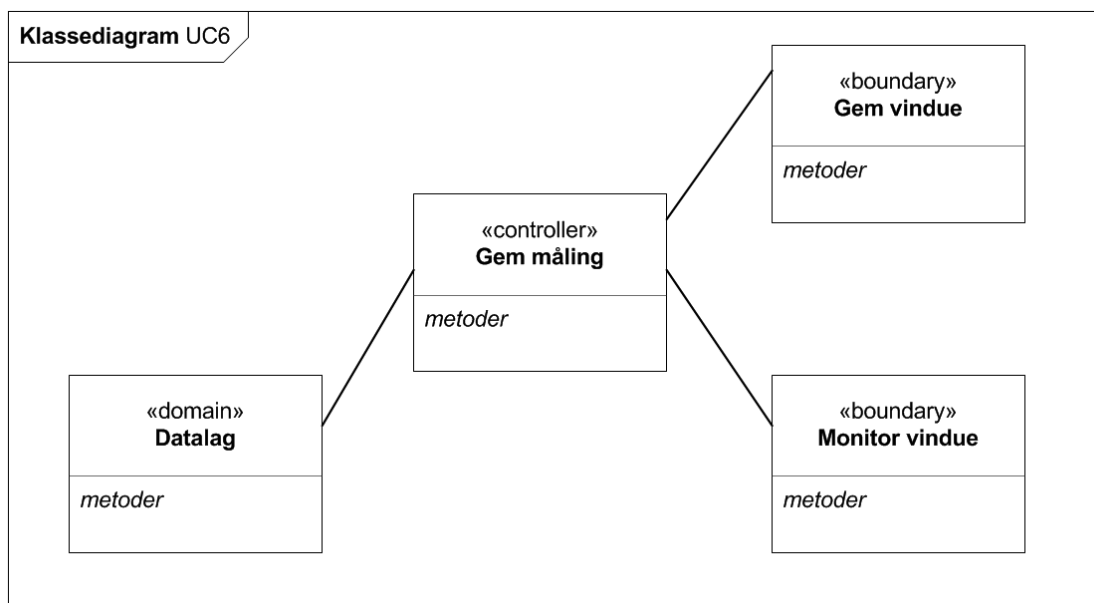 Klassediagram UC6
«boundary»
Gem vindue
metoder
«controller»
Gem måling
metoder
«domain»
Datalag
metoder
«boundary»
Monitor vindue
metoder